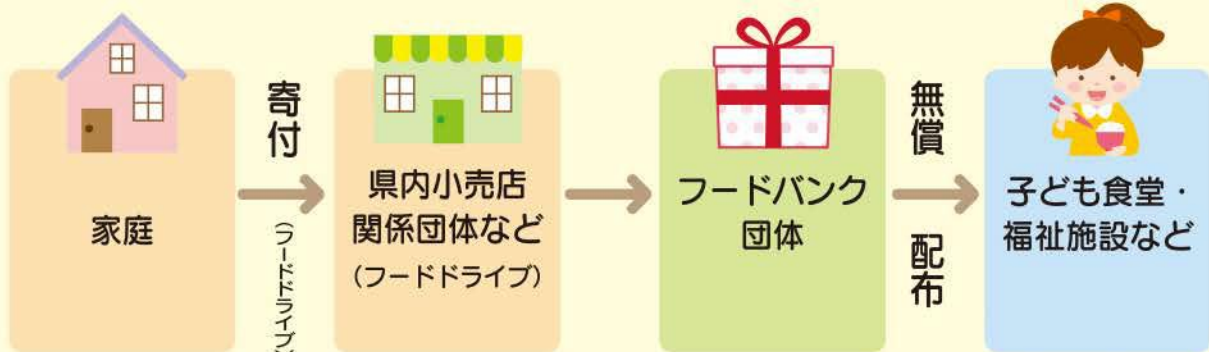 家庭
寄付
(フードドライブ)
県内小売店
関係団体など
(フードドライブ)
フードバンク
団体
無償
配布
子ども食堂・
福祉施設など